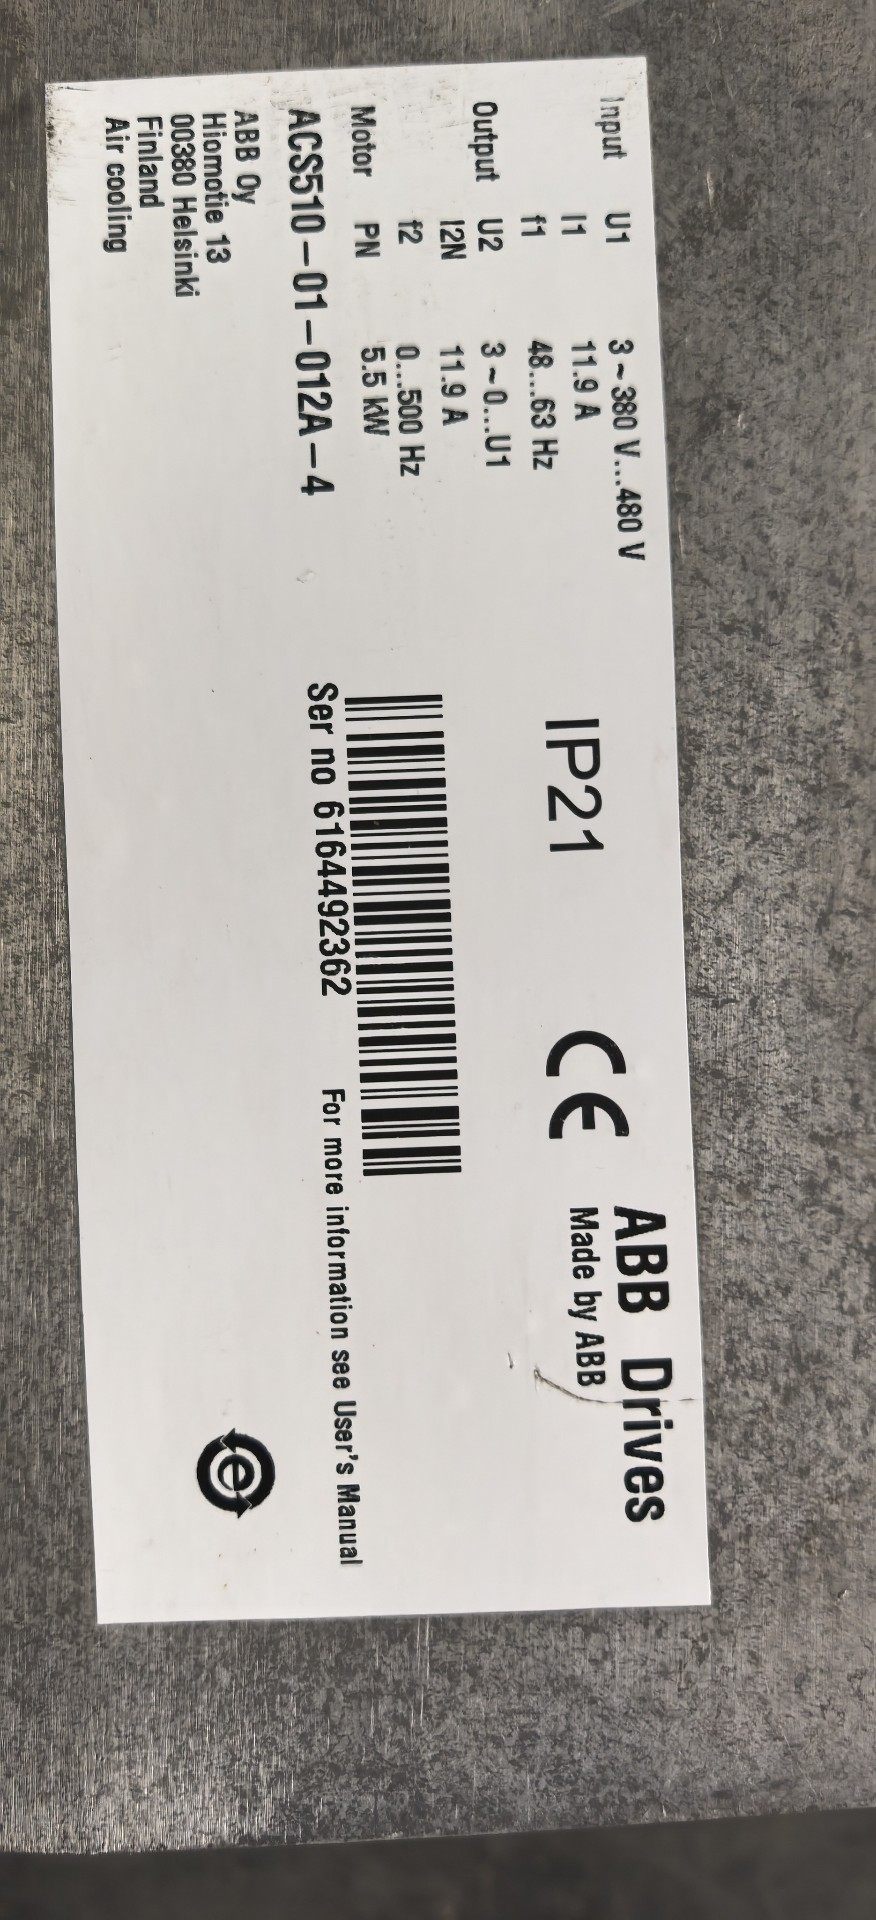 Input U1 3~380 V...480 V
I1 11.9 A
f1 48...63 Hz
Output U2 3~0...U1
I2N 11.9 A
f2 0...500 Hz
Motor PN 5.5 kW
ACS510-01-012A-4
ABB Oy
Hiomotie 13
00380 Helsinki
Finland
Air cooling
IP21
CE
ABB Drives
Made by ABB
Ser no 6164492362
For more information see User's Manual
e